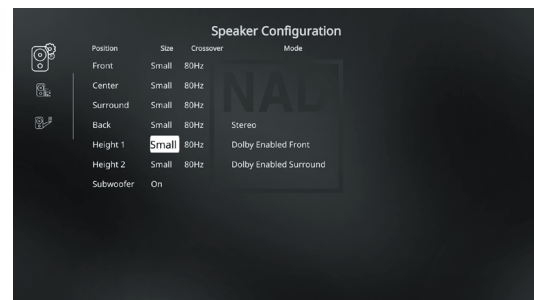 Speaker Configuration
Position Size Crossover Mode
Front Small 80Hz
Center Small 80Hz
Surround Small 80Hz
Back Small 80Hz Stereo
Height 1 Small 80Hz Dolby Enabled Front
Height 2 Small 80Hz Dolby Enabled Surround
Subwoofer On
NAD